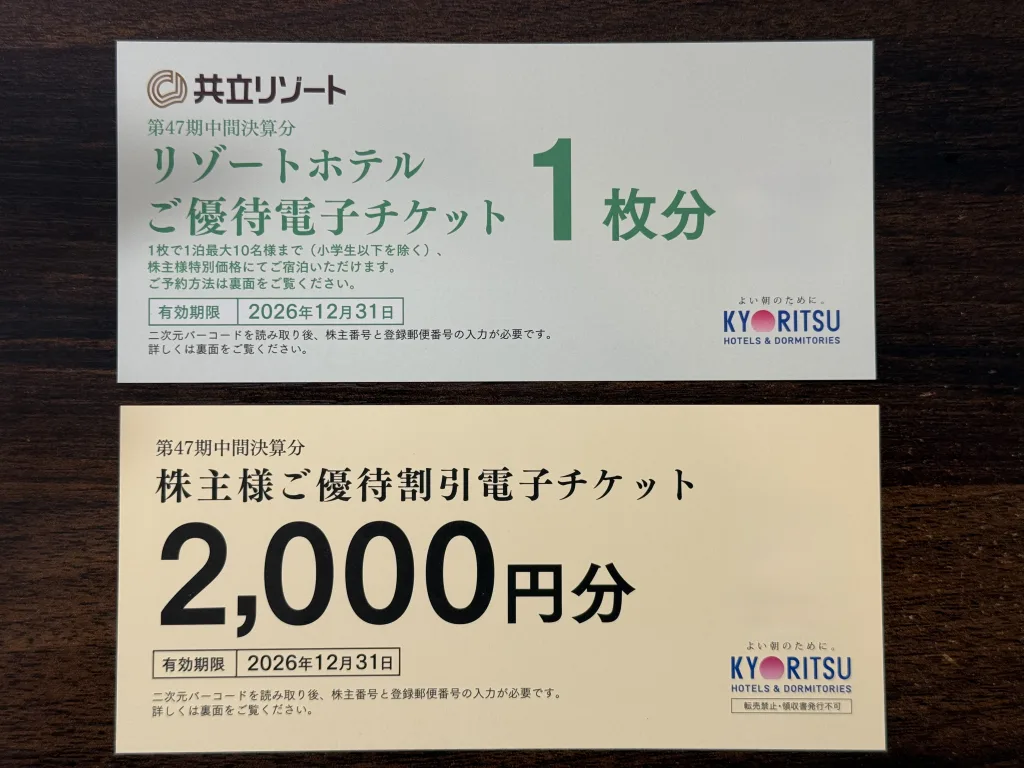 共立リゾート
第47期中間決算分
リゾートホテル
ご優待電子チケット
1枚分
1枚で1泊最大10名様まで（小学生以下を除く）、
株主様特別価格にてご宿泊いただけます。
ご予約方法は裏面をご覧ください。
有効期限 2026年12月31日
二次元バーコードを読み取り後、株主番号と登録郵便番号の入力が必要です。
詳しくは裏面をご覧ください。
よい朝のために。
KYORITSU
HOTELS & DORMITORIES
第47期中間決算分
株主様ご優待割引電子チケット
2,000円分
有効期限 2026年12月31日
二次元バーコードを読み取り後、株主番号と登録郵便番号の入力が必要です。
詳しくは裏面をご覧ください。
よい朝のために。
KYORITSU
HOTELS & DORMITORIES
転売禁止・領収書発行不可